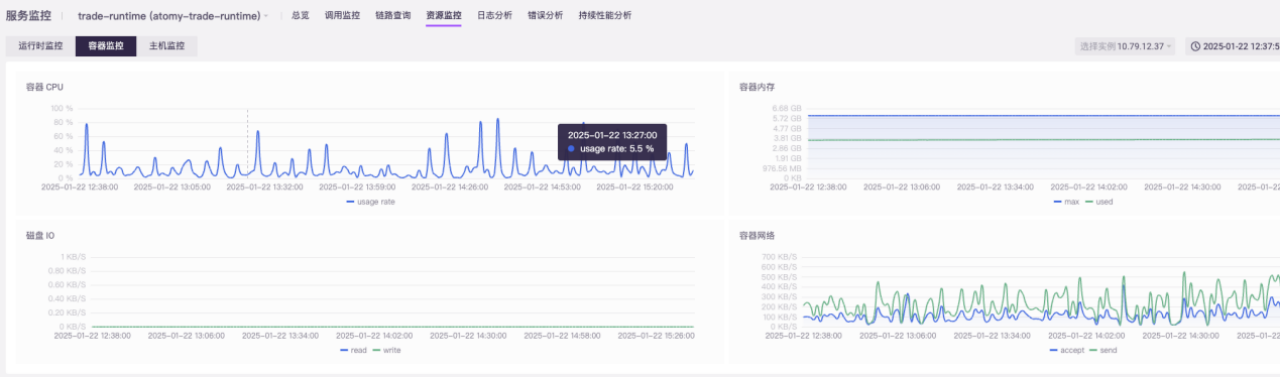 服务监控 trade-runtime (atomy-trade-runtime) 总览 调用监控 链路查询 资源监控 日志分析 错误分析 持续性能分析
运行时监控 容器监控 主机监控 选择实例 10.79.12.37 2025-01-22 12:37:5
容器 CPU
100 %
80 %
60 %
40 %
20 %
0 %
2025-01-22 13:27:00
usage rate: 5.5 %
2025-01-22 12:38:00 2025-01-22 13:05:00 2025-01-22 13:32:00 2025-01-22 13:59:00 2025-01-22 14:26:00 2025-01-22 14:53:00 2025-01-22 15:20:00
usage rate
容器内存
6.68 GB
5.72 GB
4.77 GB
3.81 GB
2.86 GB
1.91 GB
976.56 MB
0 KB
2025-01-22 12:38:00 2025-01-22 13:06:00 2025-01-22 13:34:00 2025-01-22 14:02:00 2025-01-22 14:30:00 2025-01-22
max used
磁盘 IO
1 KB/S
0.80 KB/S
0.60 KB/S
0.40 KB/S
0.20 KB/S
0 KB/S
2025-01-22 12:38:00 2025-01-22 13:06:00 2025-01-22 13:34:00 2025-01-22 14:02:00 2025-01-22 14:30:00 2025-01-22 14:58:00 2025-01-22 15:26:00
read write
容器网络
700 KB/S
600 KB/S
500 KB/S
400 KB/S
300 KB/S
200 KB/S
100 KB/S
0 KB/S
2025-01-22 12:38:00 2025-01-22 13:06:00 2025-01-22 13:34:00 2025-01-22 14:02:00 2025-01-22 14:30:00 2025-01-22
accept send